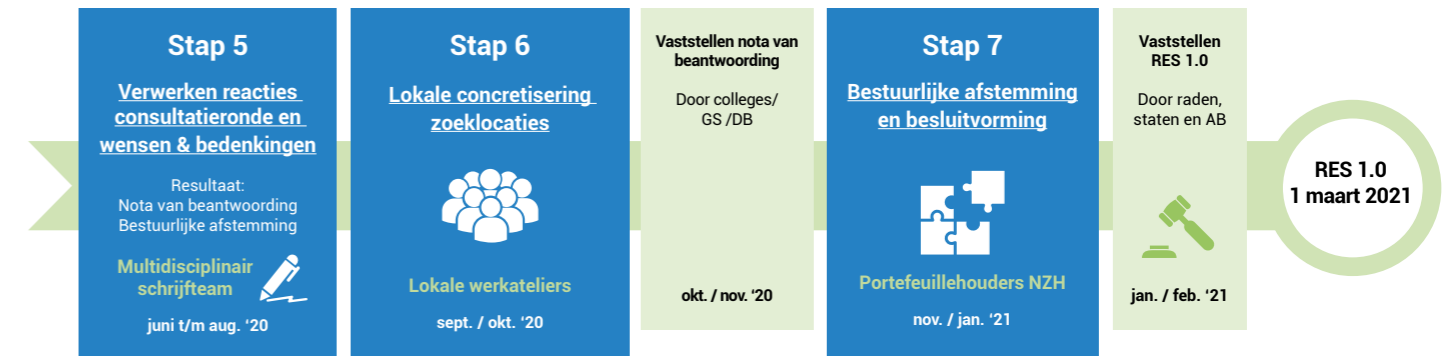 Stap 5
Verwerken reacties
consultatieronde en
wensen & bedenkingen
Resultaat:
Nota van beantwoording
Bestuurlijke afstemming
Multidisciplinair
schrijfteam
juni t/m aug. ‘20
Stap 6
Lokale concretisering
zoeklocaties
Lokale werkateliers
sept. / okt. ‘20
Vaststellen nota van
beantwoording
Door colleges/
GS /DB
okt. / nov. ‘20
Stap 7
Bestuurlijke afstemming
en besluitvorming
Portefeuillehouders NZH
nov. / jan. ‘21
Vaststellen
RES 1.0
Door raden,
staten en AB
jan. / feb. ‘21
RES 1.0
1 maart 2021